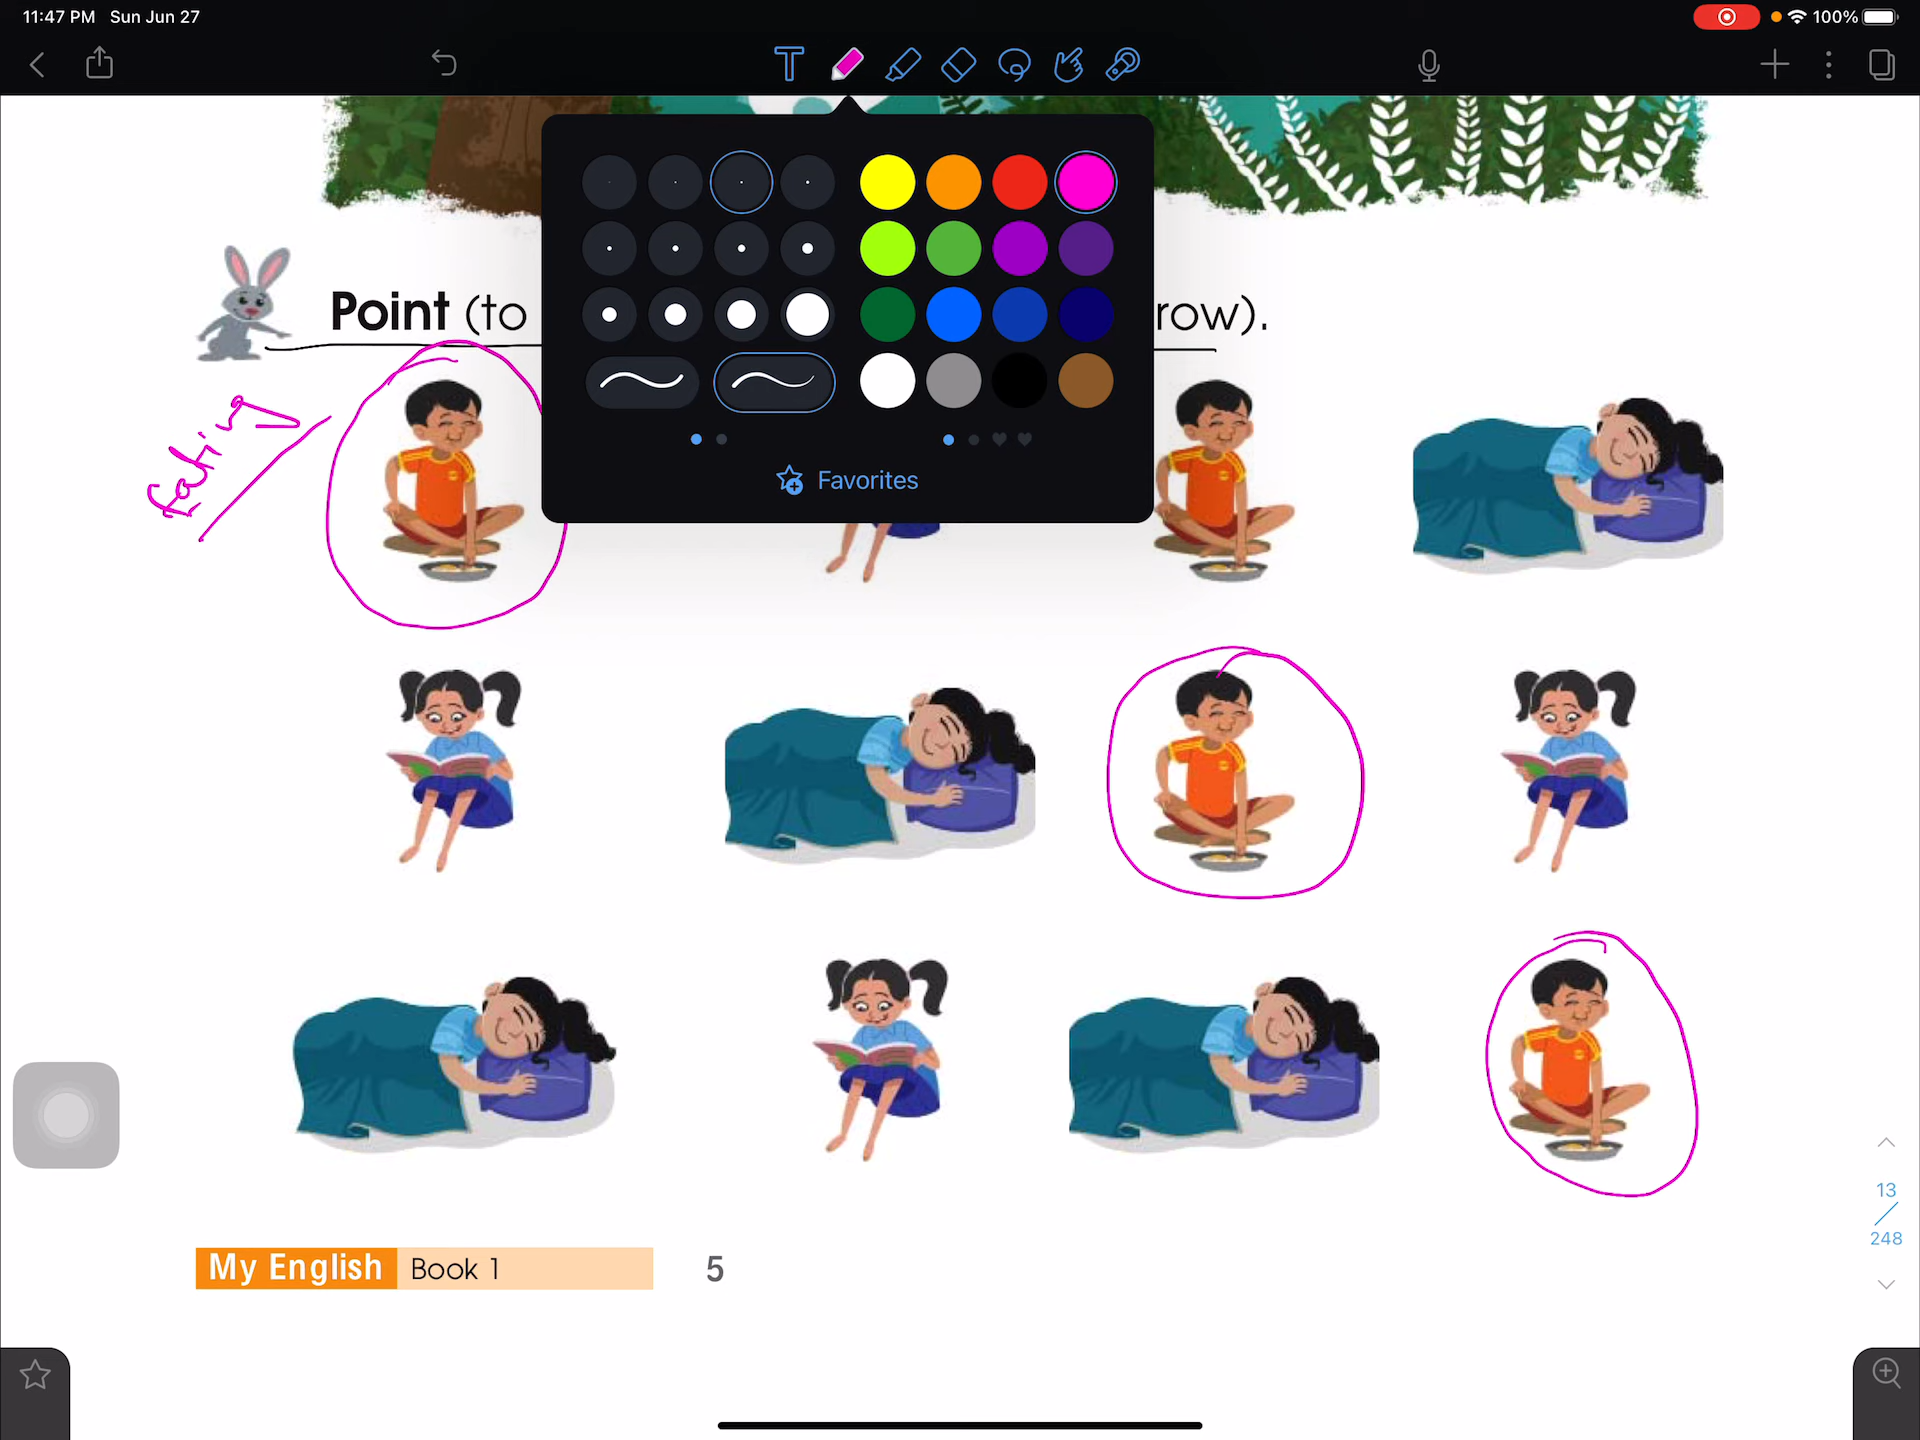 11:47 PM Sun Jun 27
100%
T
Favorites
Point (to
row).
Eating
13
248
My English Book 1
5